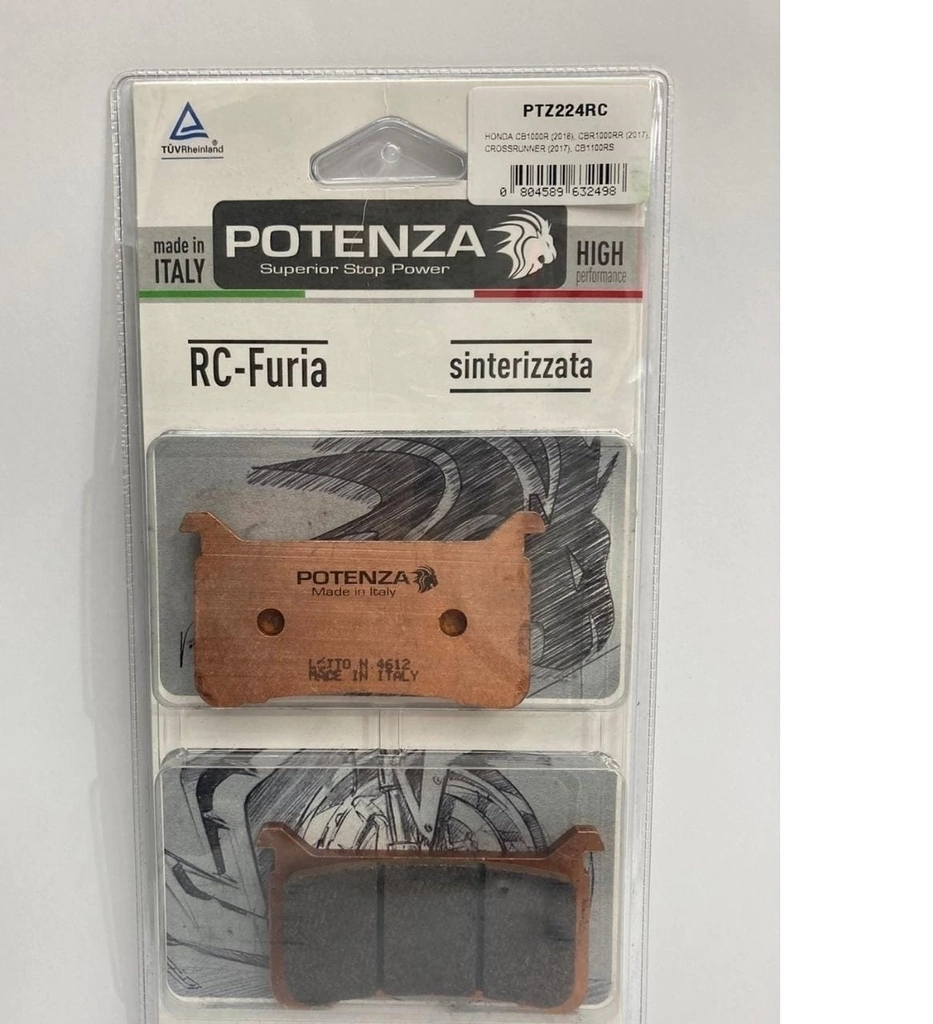 PTZ224RC
HONDA CB1000R (2018), CBR1000RR (2017),
CROSSRUNNER (2017), CB1100RS
0 804589 632498
TÜVRheinland®
made in
ITALY
POTENZA
Superior Stop Power
HIGH
performance
RC-Furia
sinterizzata
POTENZA
Made in Italy
N 4612
MADE IN ITALY